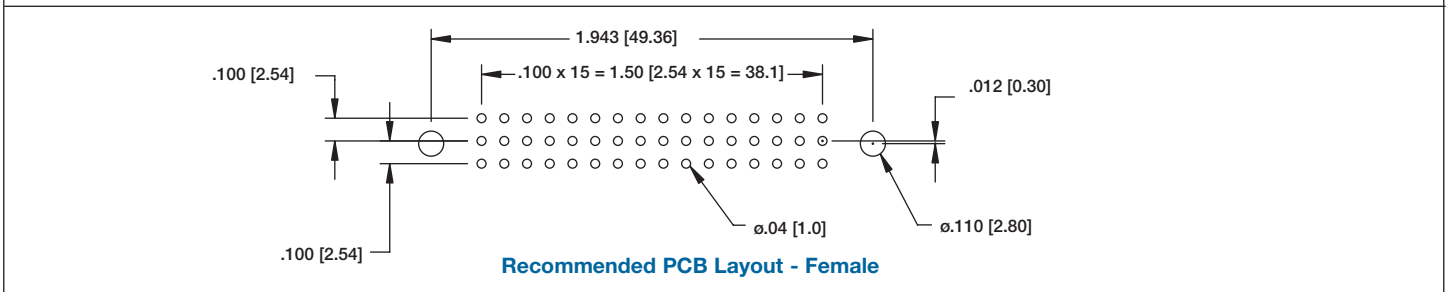 1.943 [49.36]
.100 [2.54]
.100 x 15 = 1.50 [2.54 x 15 = 38.1]
.012 [0.30]
ø.04 [1.0]
ø.110 [2.80]
.100 [2.54]
Recommended PCB Layout - Female